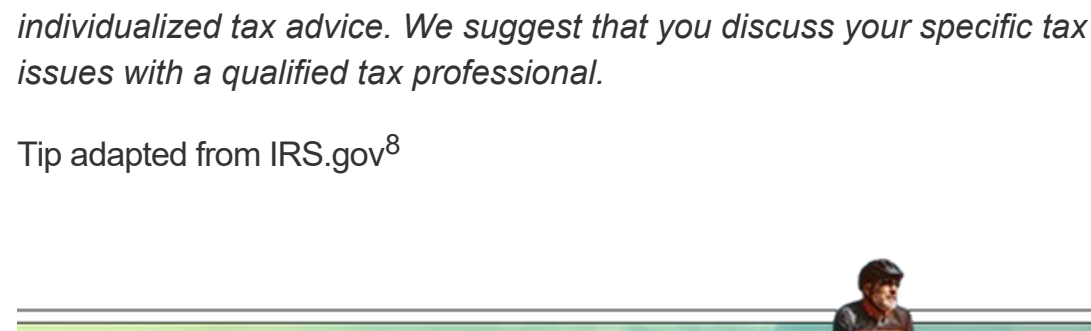 individualized tax advice. We suggest that you discuss your specific tax
issues with a qualified tax professional.
Tip adapted from IRS.gov8